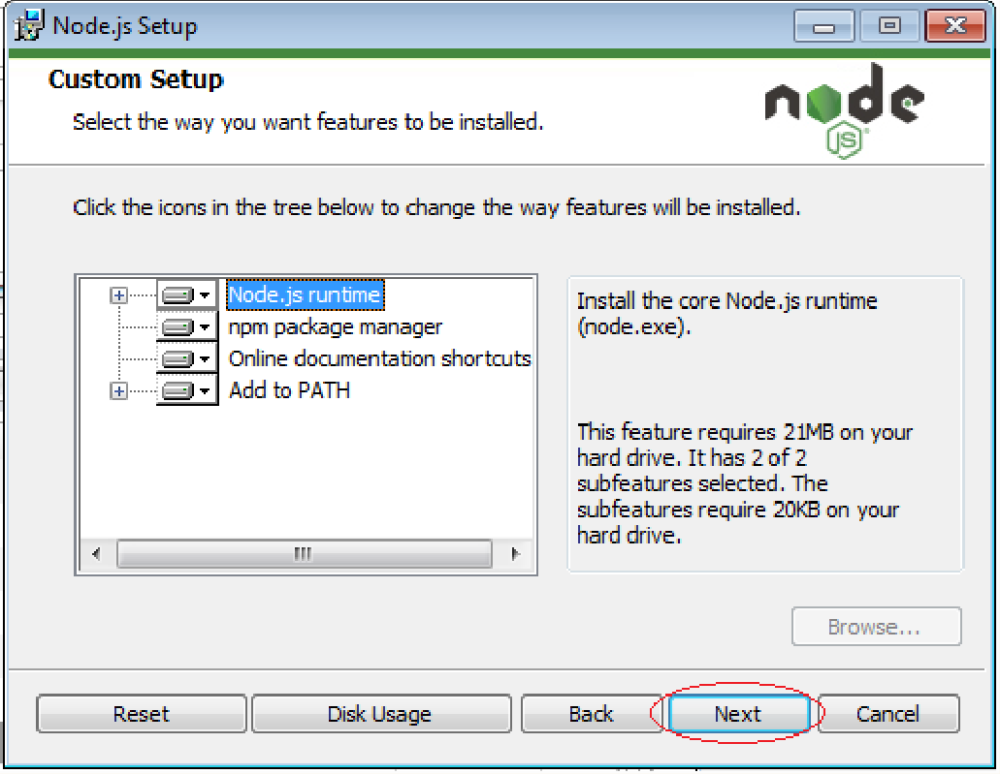 Node.js Setup
Custom Setup
Select the way you want features to be installed.
node
JS
Click the icons in the tree below to change the way features will be installed.
Node.js runtime
npm package manager
Online documentation shortcuts
Add to PATH
Install the core Node.js runtime
(node.exe).
This feature requires 21MB on your
hard drive. It has 2 of 2
subfeatures selected. The
subfeatures require 20KB on your
hard drive.
Browse...
Reset
Disk Usage
Back
Next
Cancel